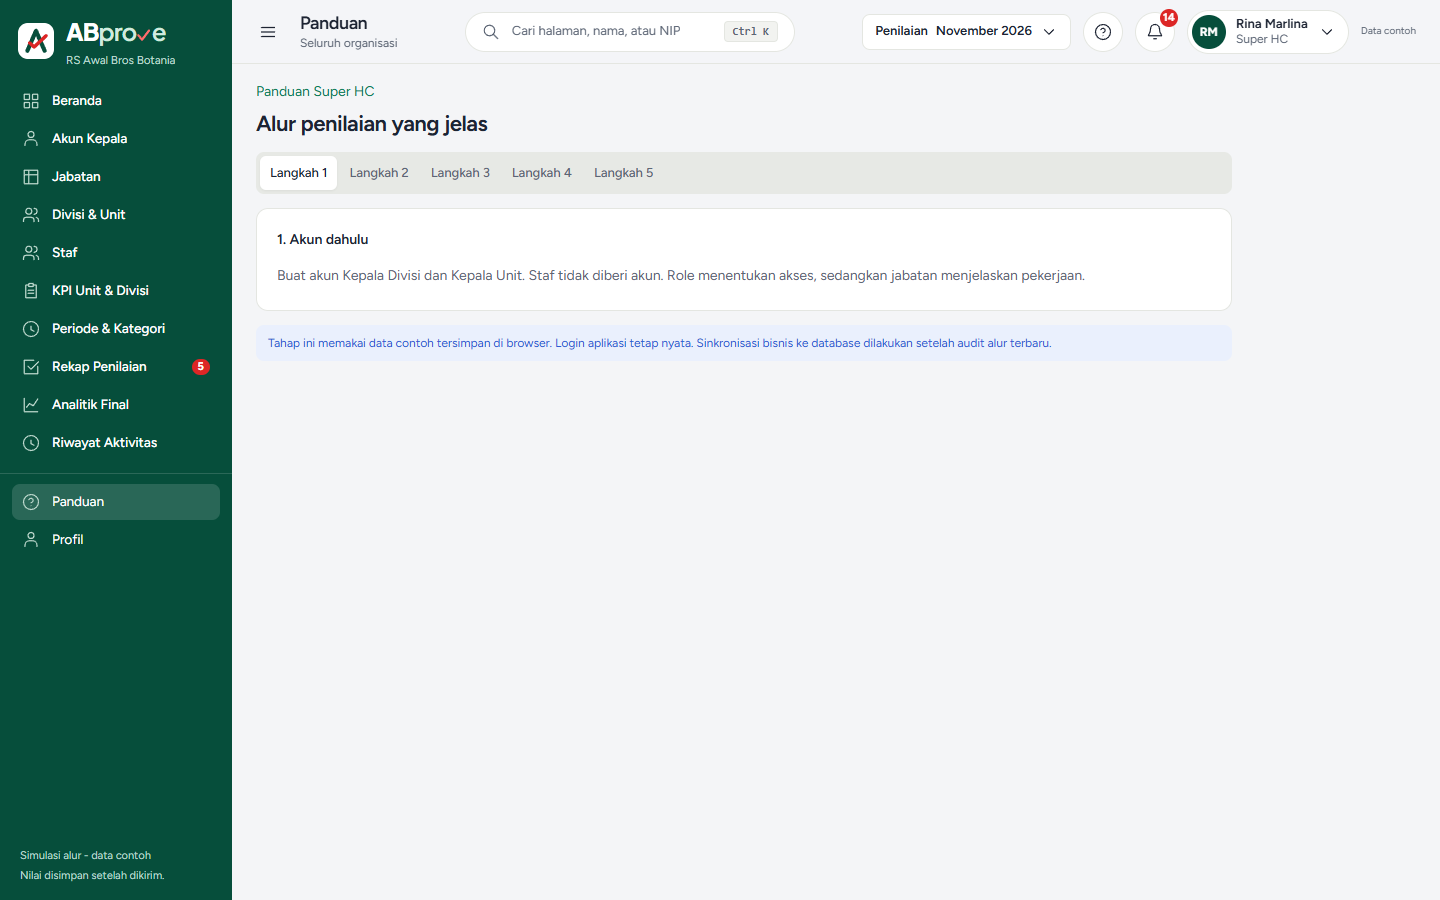 ABprove
RS Awal Bros Botania
Beranda
Akun Kepala
Jabatan
Divisi & Unit
Staf
KPI Unit & Divisi
Periode & Kategori
Rekap Penilaian 5
Analitik Final
Riwayat Aktivitas
Panduan
Profil
Simulasi alur - data contoh
Nilai disimpan setelah dikirim.
Panduan
Seluruh organisasi
Cari halaman, nama, atau NIP Ctrl K
Penilaian November 2026
14
RM
Rina Marlina
Super HC
Data contoh
Panduan Super HC
Alur penilaian yang jelas
Langkah 1 Langkah 2 Langkah 3 Langkah 4 Langkah 5
1. Akun dahulu
Buat akun Kepala Divisi dan Kepala Unit. Staf tidak diberi akun. Role menentukan akses, sedangkan jabatan menjelaskan pekerjaan.
Tahap ini memakai data contoh tersimpan di browser. Login aplikasi tetap nyata. Sinkronisasi bisnis ke database dilakukan setelah audit alur terbaru.